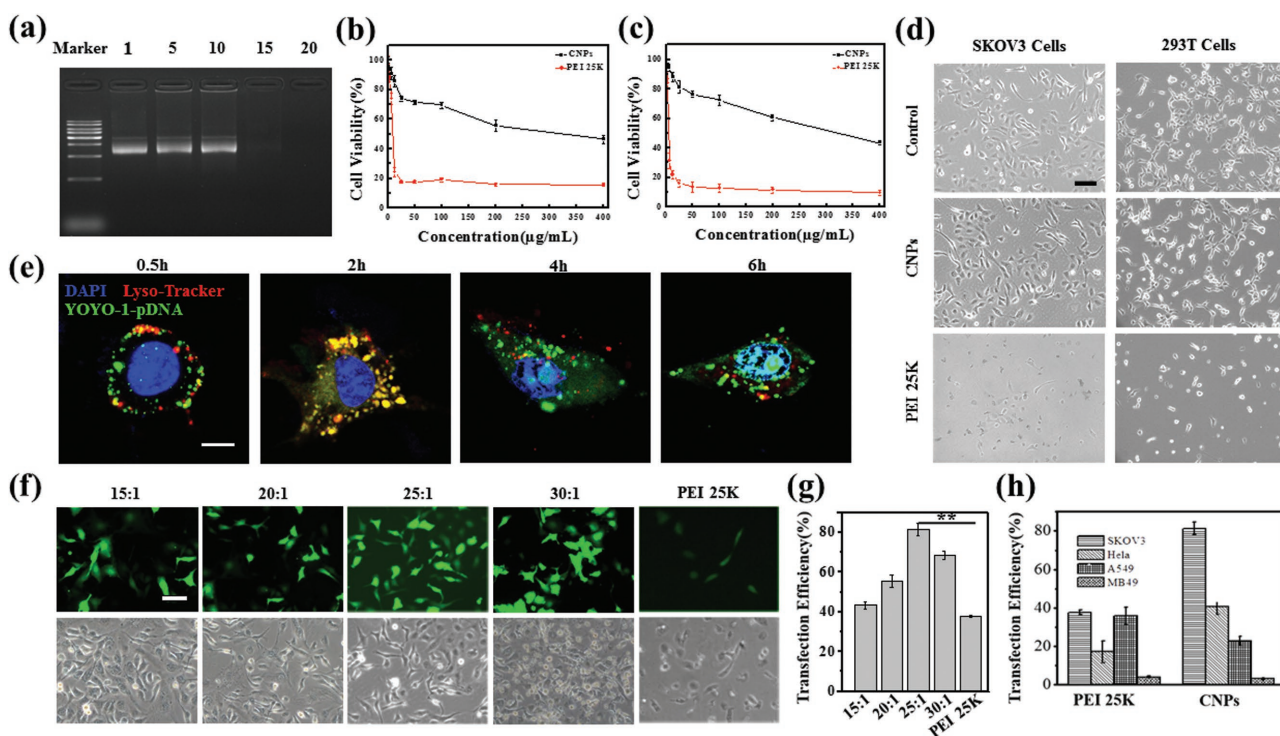 (a)
Marker 1 5 10 15 20
(b)
CNPs
PEI 25K
100
80
60
40
20
0
0 50 100 150 200 250 300 350 400
Cell Viability(%)
Concentration(μg/mL)
(c)
CNPs
PEI 25K
100
80
60
40
20
0
0 50 100 150 200 250 300 350 400
Cell Viability(%)
Concentration(μg/mL)
(d)
SKOV3 Cells 293T Cells
Control
CNPs
PEI 25K
(e)
0.5h 2h 4h 6h
DAPI Lyso-Tracker
YOYO-1-pDNA
(f)
15:1 20:1 25:1 30:1 PEI 25K
(g)
**
80
60
40
20
0
Transfection Efficiency(%)
15:1 20:1 25:1 30:1 PEI 25K
(h)
SKOV3
Hela
A549
MB49
80
60
40
20
0
Transfection Efficiency(%)
PEI 25K CNPs